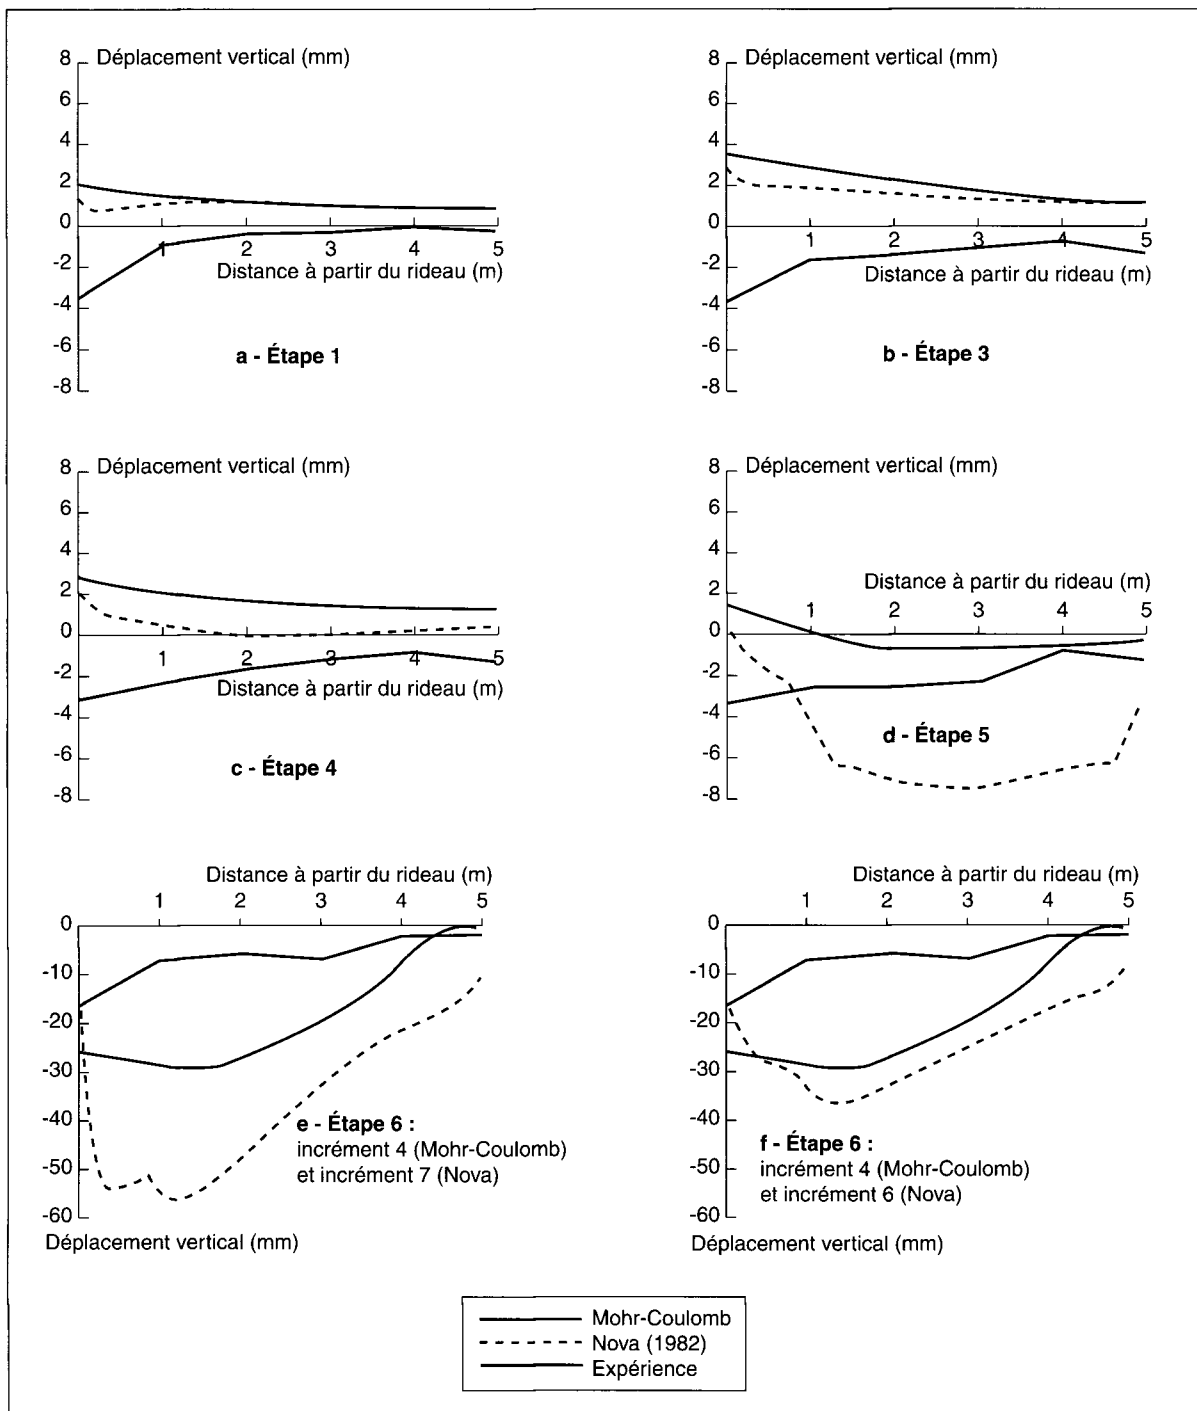 Déplacement vertical (mm)
8
6
4
2
0
-2
-4
-6
-8
1 2 3 4 5
Distance à partir du rideau (m)
a - Étape 1
Déplacement vertical (mm)
8
6
4
2
0
-2
-4
-6
-8
1 2 3 4 5
Distance à partir du rideau (m)
b - Étape 3
Déplacement vertical (mm)
8
6
4
2
0
-2
-4
-6
-8
1 2 3 4 5
Distance à partir du rideau (m)
c - Étape 4
Déplacement vertical (mm)
8
6
4
2
0
-2
-4
-6
-8
Distance à partir du rideau (m)
1 2 3 4 5
d - Étape 5
Distance à partir du rideau (m)
1 2 3 4 5
0
-10
-20
-30
-40
-50
-60
e - Étape 6 :
incrément 4 (Mohr-Coulomb)
et incrément 7 (Nova)
Déplacement vertical (mm)
Distance à partir du rideau (m)
1 2 3 4 5
0
-10
-20
-30
-40
-50
-60
f - Étape 6 :
incrément 4 (Mohr-Coulomb)
et incrément 6 (Nova)
Déplacement vertical (mm)
Mohr-Coulomb
Nova (1982)
Expérience